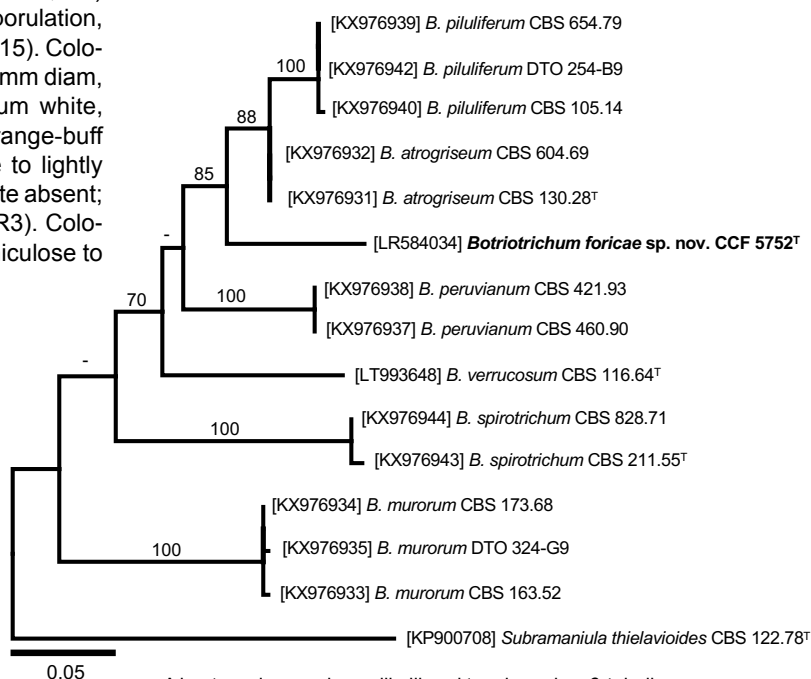 orulation,
15). Colo-
mm diam,
um white,
range-buff
to lightly
te absent;
R3). Colo-
iculose to
[KX976939] B. piluliferum CBS 654.79
100
[KX976942] B. piluliferum DTO 254-B9
[KX976940] B. piluliferum CBS 105.14
88
[KX976932] B. atrogriseum CBS 604.69
85
[KX976931] B. atrogriseum CBS 130.28ᵀ
-
[LR584034] Botriotrichum foricae sp. nov. CCF 5752ᵀ
[KX976938] B. peruvianum CBS 421.93
100
70
[KX976937] B. peruvianum CBS 460.90
-
[LT993648] B. verrucosum CBS 116.64ᵀ
[KX976944] B. spirotrichum CBS 828.71
100
[KX976943] B. spirotrichum CBS 211.55ᵀ
[KX976934] B. murorum CBS 173.68
100
[KX976935] B. murorum DTO 324-G9
[KX976933] B. murorum CBS 163.52
[KP900708] Subramaniula thielavioides CBS 122.78ᵀ
0.05